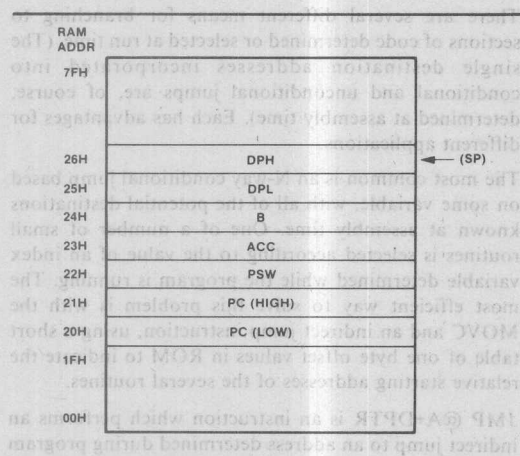 RAM
ADDR
7FH
26H DPH (SP)
25H DPL
24H B
23H ACC
22H PSW
21H PC (HIGH)
20H PC (LOW)
1FH
00H
There are several different means for branching to
sections of code determined or selected at run time. (The
single destination addresses incorporated into
conditional and unconditional jumps are, of course,
determined at assembly time). Each has advantages for
different applications.
The most common is an N-way conditional jump based
on some variable, with all of the potential destinations
known at assembly time. One of a number of small
routines is selected according to the value of an index
variable determined while the program is running. The
most efficient way to solve this problem is with the
MOVC and an indirect jump instruction, using a short
table of one byte offset values in ROM to indicate the
relative starting addresses of the several routines.
JMP @A+DPTR is an instruction which performs an
indirect jump to an address determined during program